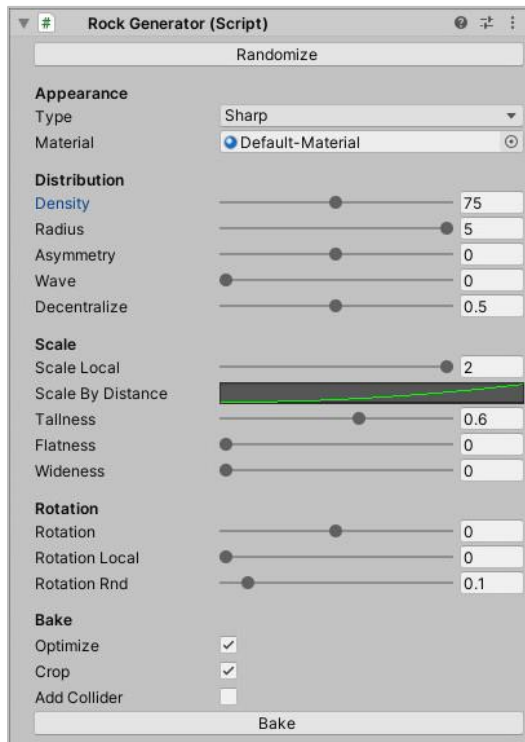 # Rock Generator (Script)
Randomize
Appearance
Type Sharp
Material Default-Material
Distribution
Density 75
Radius 5
Asymmetry 0
Wave 0
Decentralize 0.5
Scale
Scale Local 2
Scale By Distance
Tallness 0.6
Flatness 0
Wideness 0
Rotation
Rotation 0
Rotation Local 0
Rotation Rnd 0.1
Bake
Optimize
Crop
Add Collider
Bake